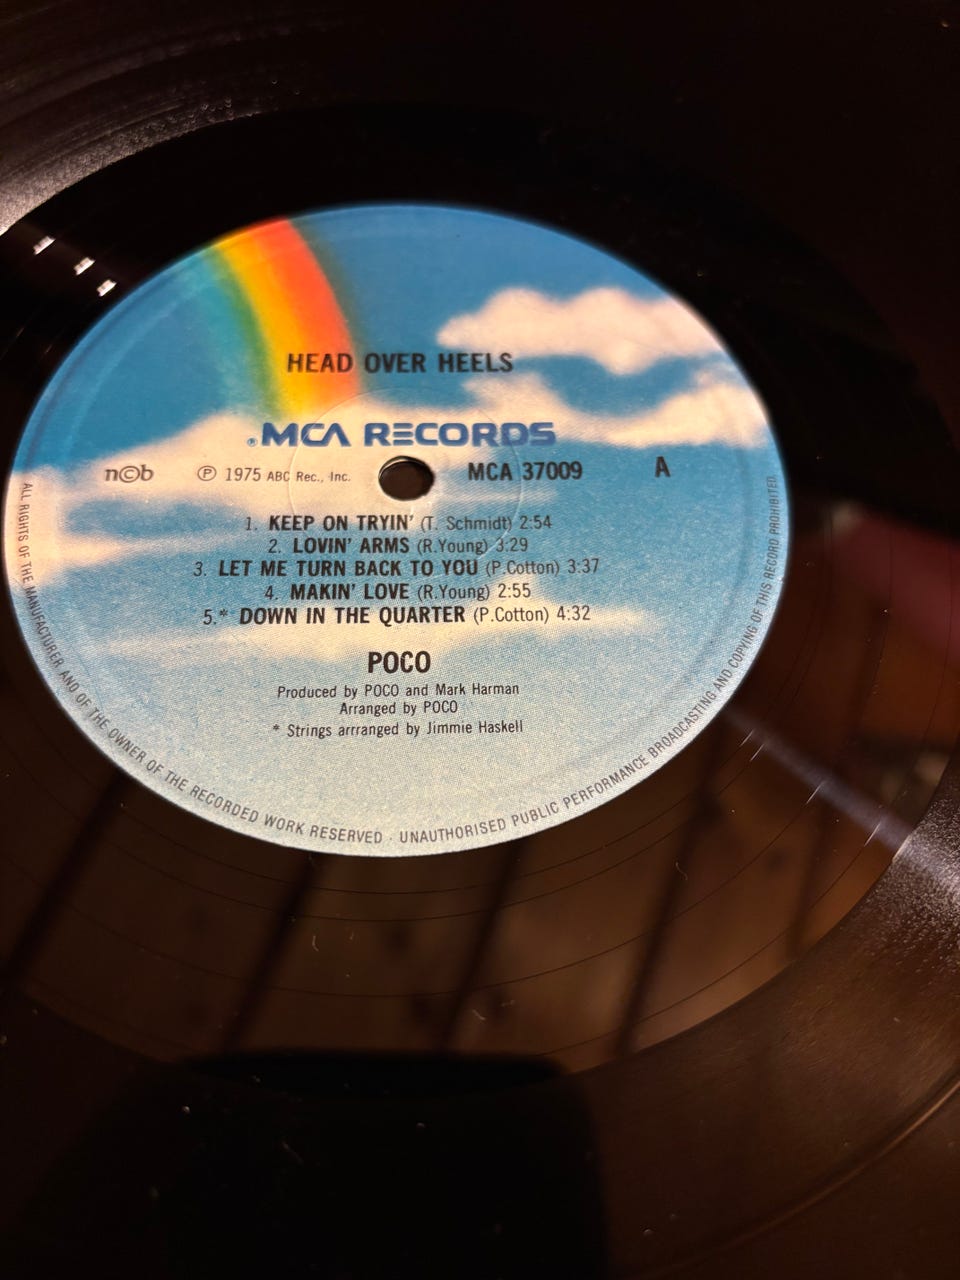 HEAD OVER HEELS
®MCA RECORDS
n©b ℗ 1975 ABC Rec., Inc. MCA 37009 A
1. KEEP ON TRYIN' (T. Schmidt) 2:54
2. LOVIN' ARMS (R.Young) 3:29
3. LET ME TURN BACK TO YOU (P.Cotton) 3:37
4. MAKIN' LOVE (R.Young) 2:55
5.* DOWN IN THE QUARTER (P.Cotton) 4:32
POCO
Produced by POCO and Mark Harman
Arranged by POCO
* Strings arrranged by Jimmie Haskell
ALL RIGHTS OF THE MANUFACTURER AND OF THE OWNER OF THE RECORDED WORK RESERVED · UNAUTHORISED PUBLIC PERFORMANCE BROADCASTING AND COPYING OF THIS RECORD PROHIBITED